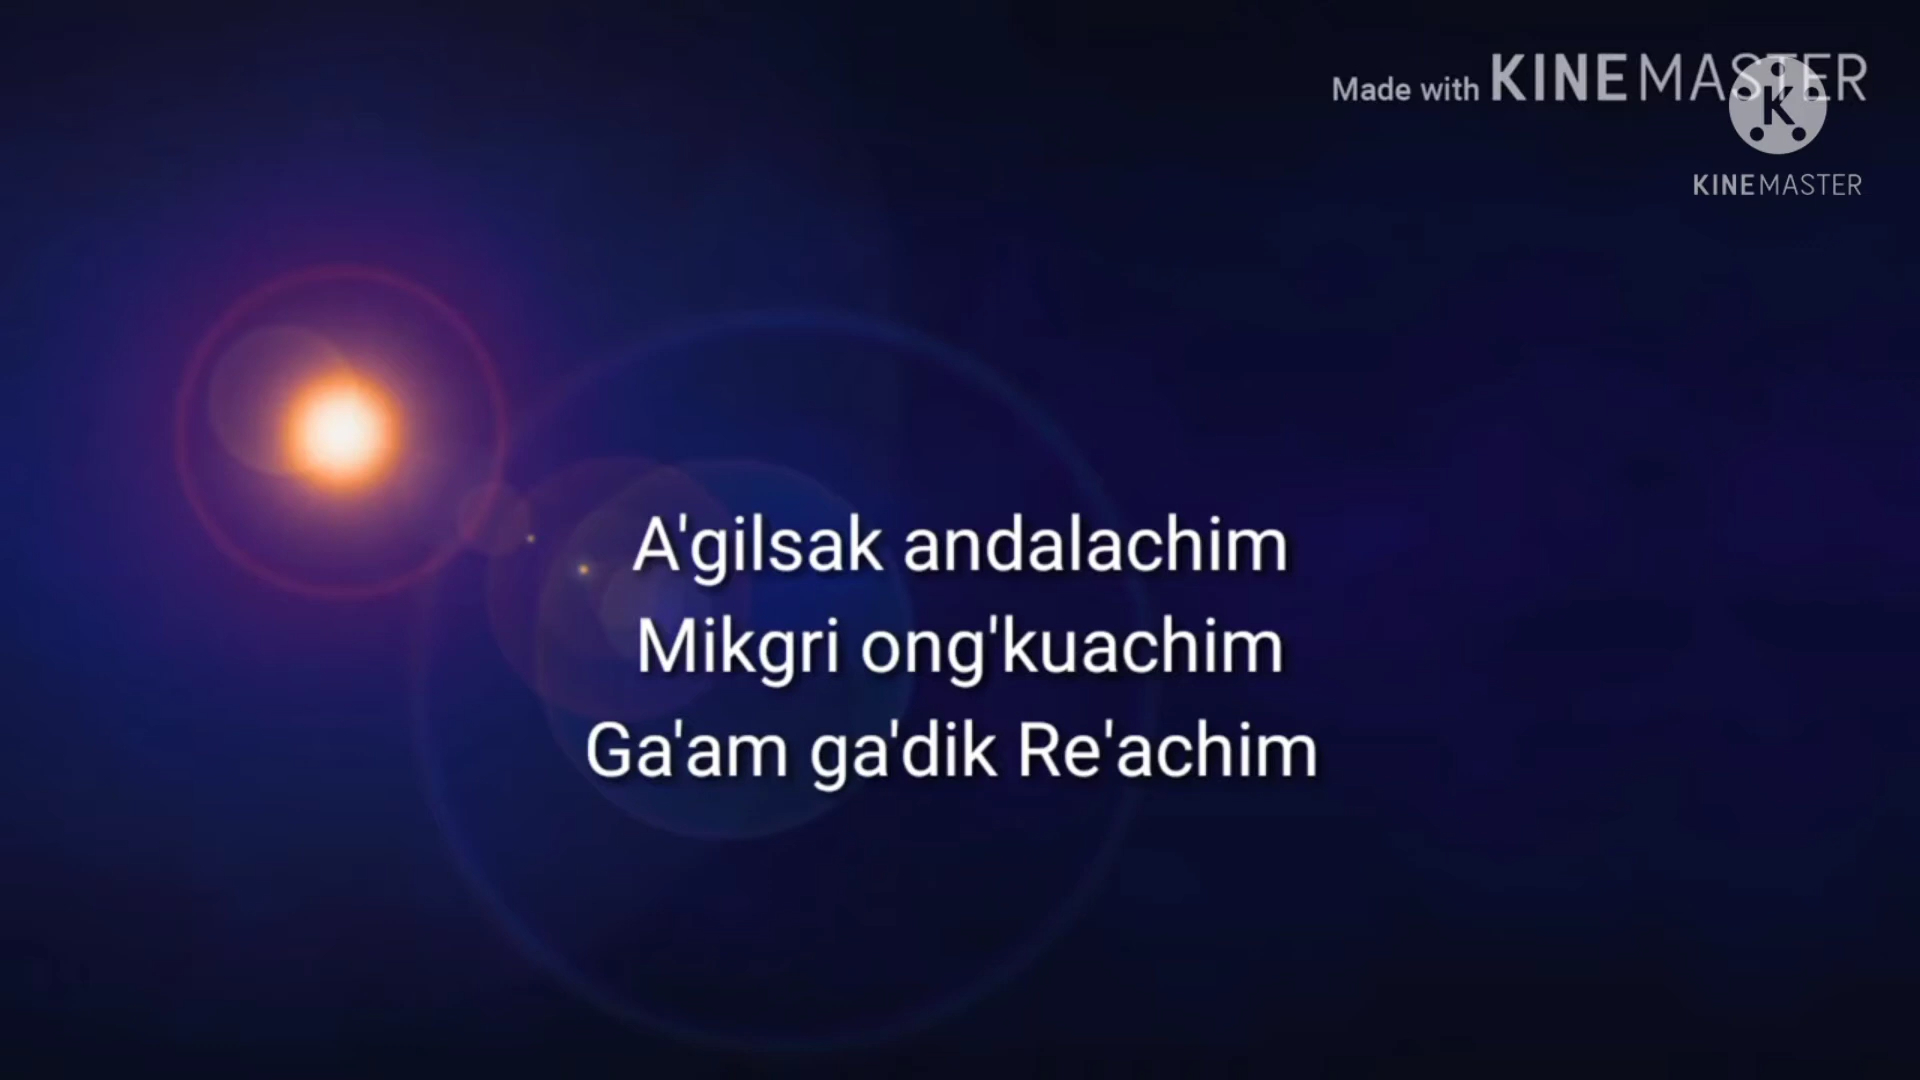 Made with KINEMASTER
K
KINEMASTER
A'gilsak andalachim
Mikgri ong'kuachim
Ga'am ga'dik Re'achim